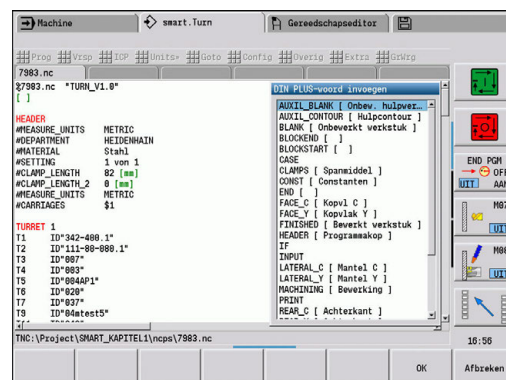 Machine smart.Turn Gereedschapseditor
Prog Vrsp ICP Units» Goto Config Overig Extra GrWrg
7983.nc
%7983.nc "TURN_V1.0"
[ ]
HEADER
#MEASURE_UNITS METRIC
#DEPARTMENT HEIDENHAIN
#MATERIAL Stahl
#SETTING 1 von 1
#CLAMP_LENGTH 82 [mm]
#CLAMP_LENGTH_2 0 [mm]
#MEASURE_UNITS METRIC
#CARRIAGES $1
TURRET 1
T1 ID"342-400.1"
T2 ID"111-80-080.1"
T3 ID"007"
T4 ID"003"
T5 ID"004AP1"
T6 ID"020"
T7 ID"037"
T9 ID"04mtest5"
DIN PLUS-woord invoegen
AUXIL_BLANK [ Onbew. hulpwer...
AUXIL_CONTOUR [ Hulpcontour ]
BLANK [ Onbewerkt werkstuk ]
BLOCKEND [ ]
BLOCKSTART [ ]
CASE
CLAMPS [ Spanmiddel ]
CONST [ Constanten ]
END [ ]
FACE_C [ Kopvl C ]
FACE_Y [ Kopvlak Y ]
FINISHED [ Bewerkt werkstuk ]
HEADER [ Programmakop ]
IF
INPUT
LATERAL_C [ Mantel C ]
LATERAL_Y [ Mantel Y ]
MACHINING [ Bewerking ]
PRINT
REAR_C [ Achterkant ]
END PGM
OFF
UIT AAN
M07
UIT
M08
UIT
TNC:\Project\SMART_KAPITEL1\ncps\7983.nc
16:56
OK Afbreken